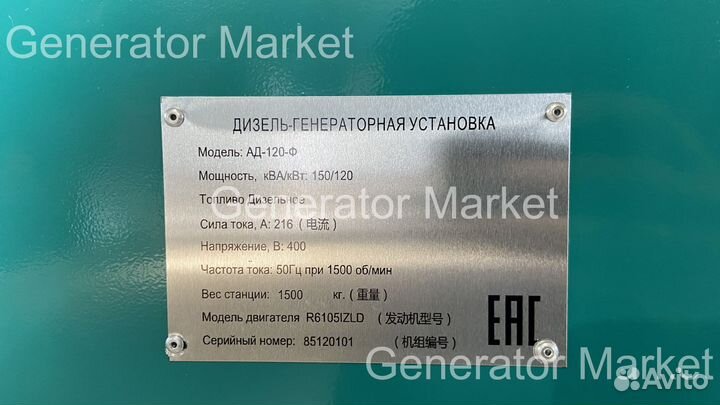 Generator Market
ДИЗЕЛЬ-ГЕНЕРАТОРНАЯ УСТАНОВКА
Модель: АД-120-Ф
Мощность, кВА/кВт: 150/120
Топливо Дизельное
Generator Market
Сила тока, А: 216 (电流)
Напряжение, В: 400
Частота тока: 50Гц при 1500 об/мин
Вес станции: 1500 кг. (重量)
Модель двигателя R6105IZLD (发动机型号)
Серийный номер: 85120101 (机组编号)
EAC
Generator Market
Avito